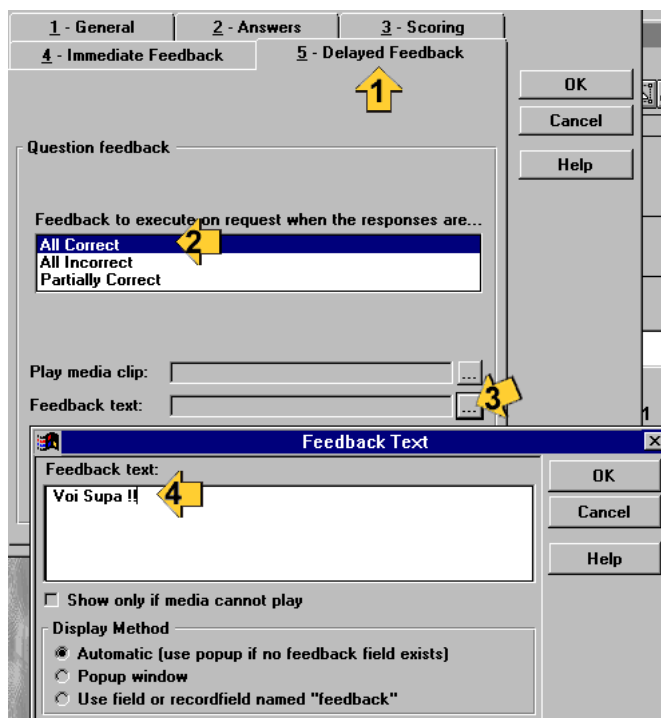 1 - General 2 - Answers 3 - Scoring
4 - Immediate Feedback 5 - Delayed Feedback
1
OK
Cancel
Help
Question feedback
Feedback to execute on request when the responses are...
All Correct 2
All Incorrect
Partially Correct
Play media clip: ...
Feedback text: ... 3
1
Feedback Text
Feedback text:
Voi Supa !! 4
OK
Cancel
Help
Show only if media cannot play
Display Method
Automatic (use popup if no feedback field exists)
Popup window
Use field or recordfield named "feedback"